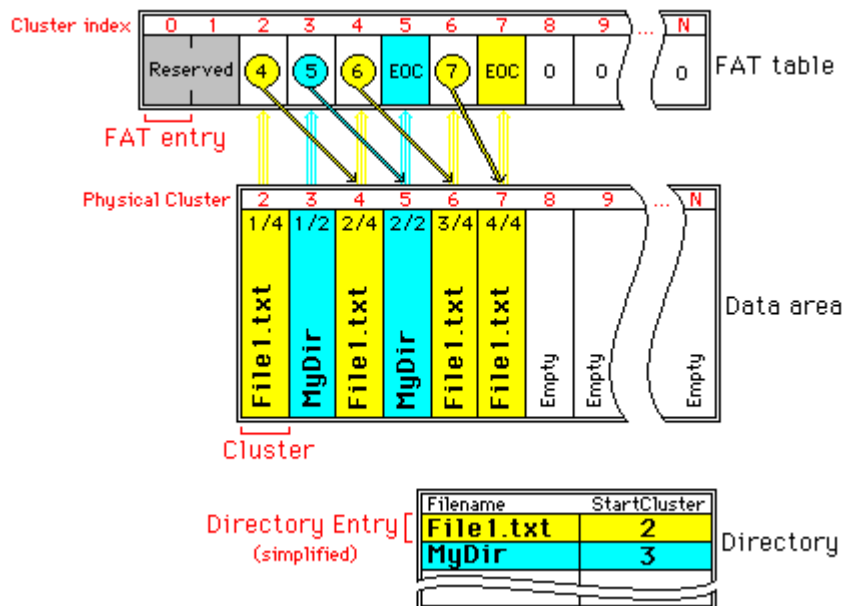 Cluster index 0 1 2 3 4 5 6 7 8 9 ... N
Reserved 4 5 6 EOC 7 EOC 0 0 0
FAT table
FAT entry
Physical Cluster 2 3 4 5 6 7 8 9 ... N
1/4 1/2 2/4 2/2 3/4 4/4
File1.txt
MyDir
File1.txt
MyDir
File1.txt
File1.txt
Empty
Empty
Empty
Data area
Cluster
Filename StartCluster
Directory Entry
(simplified)
File1.txt 2
MyDir 3
Directory